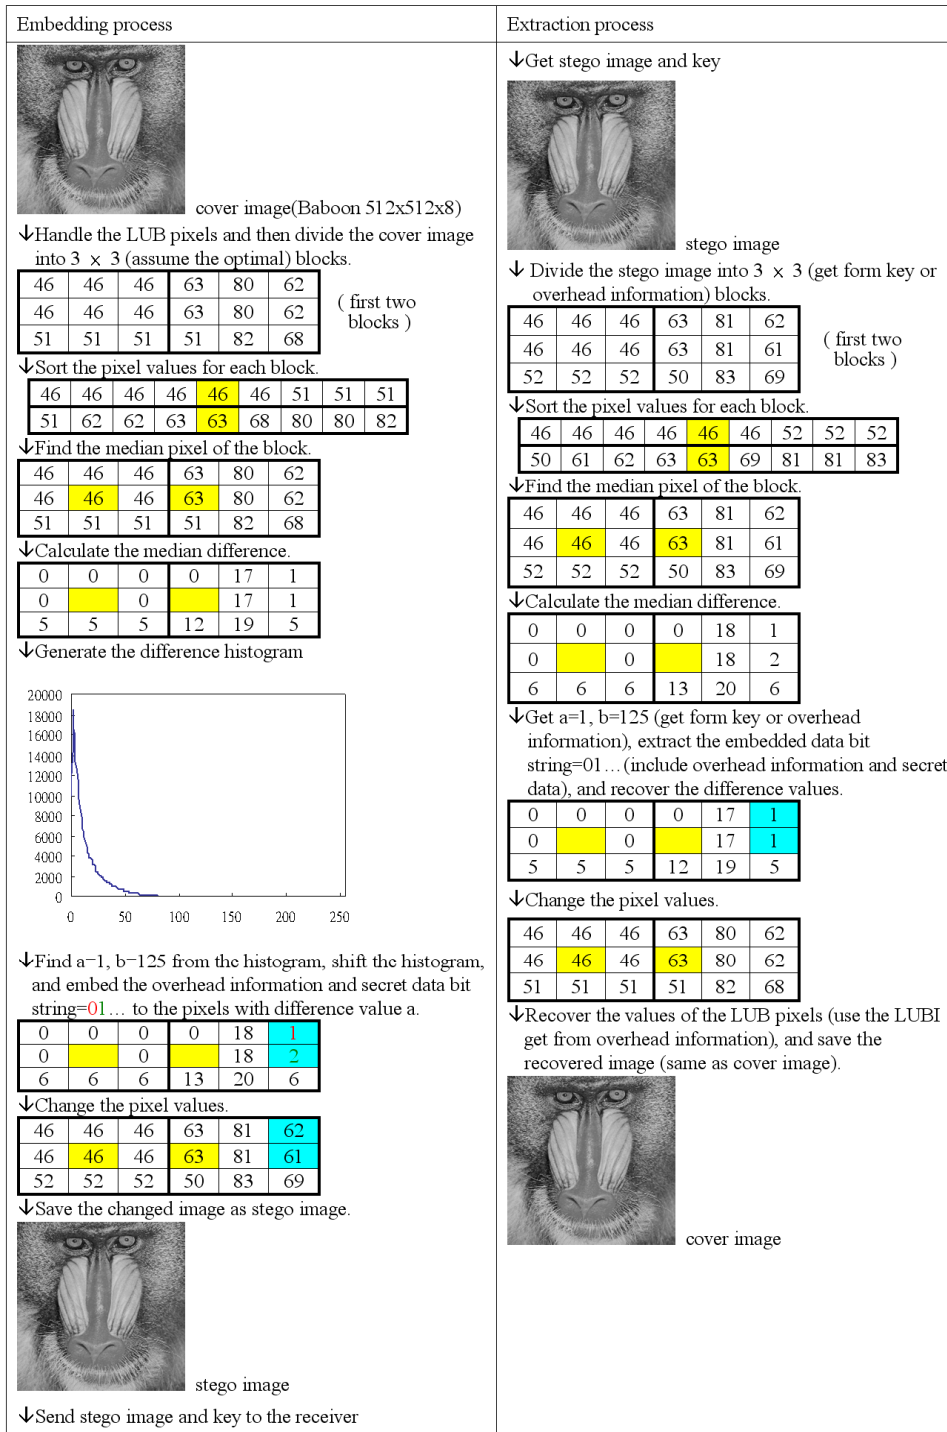 Embedding process
cover image(Baboon 512x512x8)
↓Handle the LUB pixels and then divide the cover image
into 3 × 3 (assume the optimal) blocks.
46 46 46 63 80 62
46 46 46 63 80 62
51 51 51 51 82 68
( first two
blocks )
↓Sort the pixel values for each block.
46 46 46 46 46 46 51 51 51
51 62 62 63 63 68 80 80 82
↓Find the median pixel of the block.
46 46 46 63 80 62
46 46 46 63 80 62
51 51 51 51 82 68
↓Calculate the median difference.
0 0 0 0 17 1
0 0 17 1
5 5 5 12 19 5
↓Generate the difference histogram
20000
18000
16000
14000
12000
10000
8000
6000
4000
2000
0
0 50 100 150 200 250
↓Find a=1, b=125 from the histogram, shift the histogram,
and embed the overhead information and secret data bit
string=01... to the pixels with difference value a.
0 0 0 0 18 1
0 0 18 2
6 6 6 13 20 6
↓Change the pixel values.
46 46 46 63 81 62
46 46 46 63 81 61
52 52 52 50 83 69
↓Save the changed image as stego image.
stego image
↓Send stego image and key to the receiver
Extraction process
↓Get stego image and key
stego image
↓ Divide the stego image into 3 × 3 (get form key or
overhead information) blocks.
46 46 46 63 81 62
46 46 46 63 81 61
52 52 52 50 83 69
( first two
blocks )
↓Sort the pixel values for each block.
46 46 46 46 46 46 52 52 52
50 61 62 63 63 69 81 81 83
↓Find the median pixel of the block.
46 46 46 63 81 62
46 46 46 63 81 61
52 52 52 50 83 69
↓Calculate the median difference.
0 0 0 0 18 1
0 0 18 2
6 6 6 13 20 6
↓Get a=1, b=125 (get form key or overhead
information), extract the embedded data bit
string=01...(include overhead information and secret
data), and recover the difference values.
0 0 0 0 17 1
0 0 17 1
5 5 5 12 19 5
↓Change the pixel values.
46 46 46 63 80 62
46 46 46 63 80 62
51 51 51 51 82 68
↓Recover the values of the LUB pixels (use the LUBI
get from overhead information), and save the
recovered image (same as cover image).
cover image